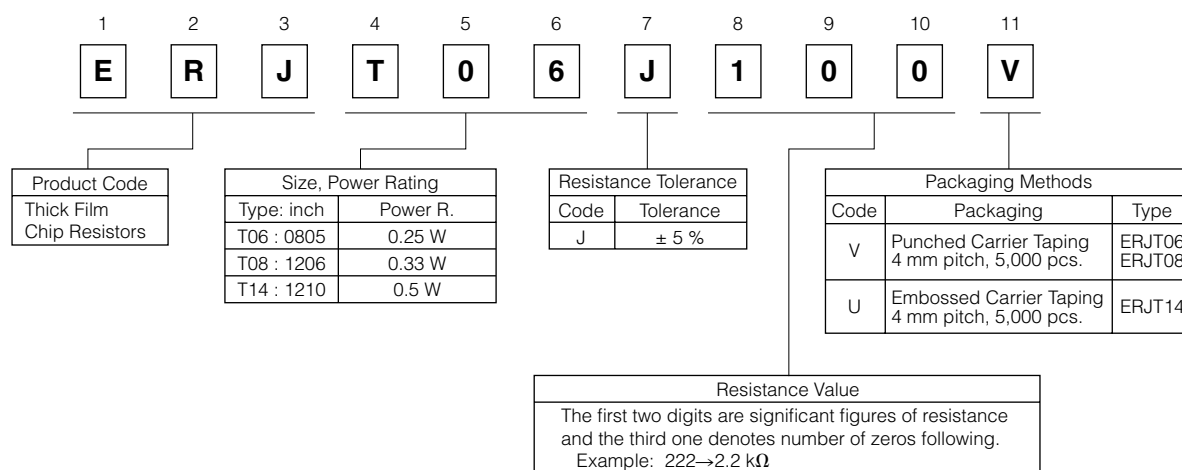 1 2 3 4 5 6 7 8 9 10 11
E R J T 0 6 J 1 0 0 V
Product Code
Thick Film
Chip Resistors
Size, Power Rating
Type: inch Power R.
T06 : 0805 0.25 W
T08 : 1206 0.33 W
T14 : 1210 0.5 W
Resistance Tolerance
Code Tolerance
J ± 5 %
Packaging Methods
Code Packaging Type
V Punched Carrier Taping
4 mm pitch, 5,000 pcs.
ERJT06
ERJT08
U Embossed Carrier Taping
4 mm pitch, 5,000 pcs.
ERJT14
Resistance Value
The first two digits are significant figures of resistance
and the third one denotes number of zeros following.
Example: 222→2.2 kΩ